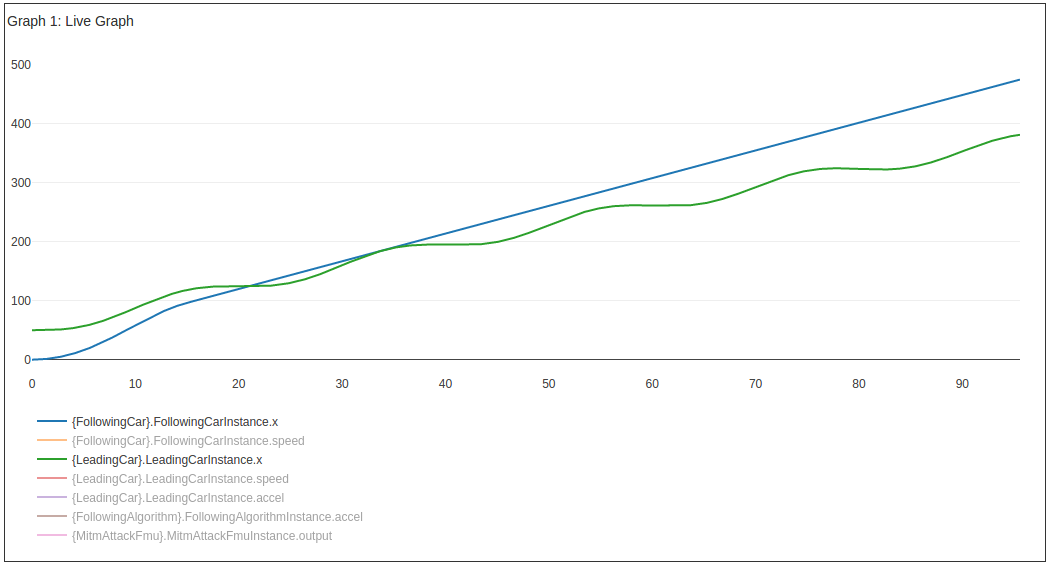 Graph 1: Live Graph
500
400
300
200
100
0
0 10 20 30 40 50 60 70 80 90
{FollowingCar}.FollowingCarInstance.x
{FollowingCar}.FollowingCarInstance.speed
{LeadingCar}.LeadingCarInstance.x
{LeadingCar}.LeadingCarInstance.speed
{LeadingCar}.LeadingCarInstance.accel
{FollowingAlgorithm}.FollowingAlgorithmInstance.accel
{MitmAttackFmu}.MitmAttackFmuInstance.output